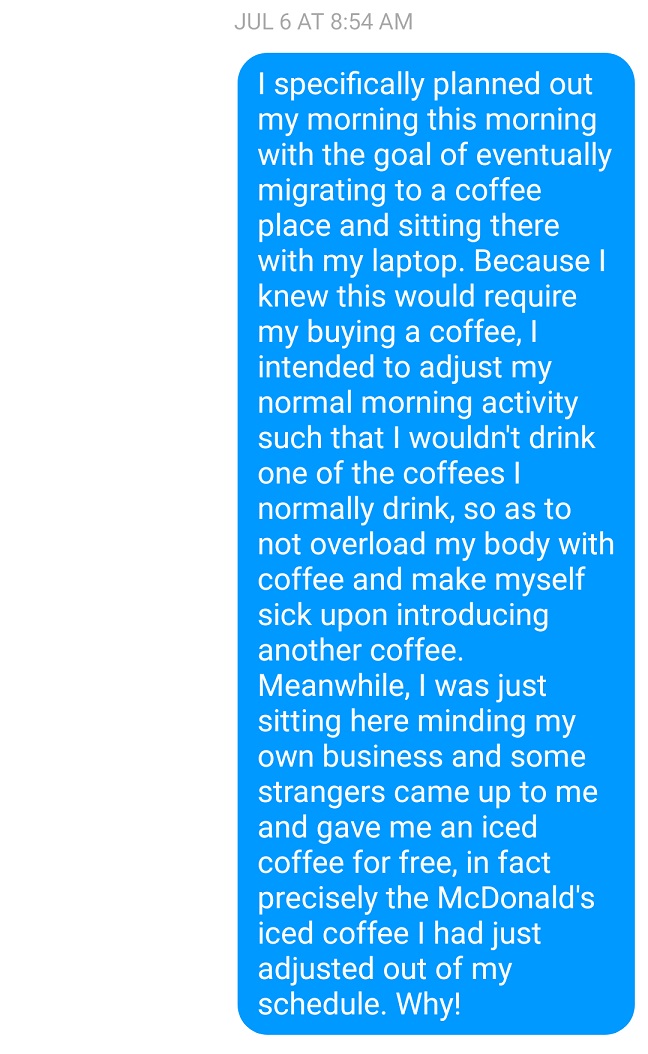 JUL 6 AT 8:54 AM
I specifically planned out
my morning this morning
with the goal of eventually
migrating to a coffee
place and sitting there
with my laptop. Because I
knew this would require
my buying a coffee, I
intended to adjust my
normal morning activity
such that I wouldn't drink
one of the coffees I
normally drink, so as to
not overload my body with
coffee and make myself
sick upon introducing
another coffee.
Meanwhile, I was just
sitting here minding my
own business and some
strangers came up to me
and gave me an iced
coffee for free, in fact
precisely the McDonald's
iced coffee I had just
adjusted out of my
schedule. Why!